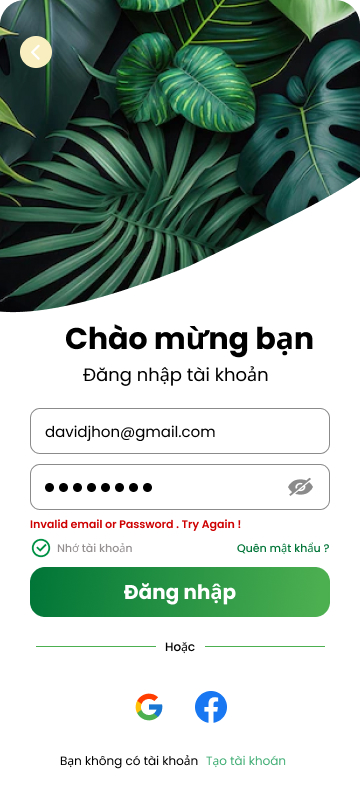 Chào mừng bạn
Đăng nhập tài khoản
davidjhon@gmail.com
Invalid email or Password . Try Again !
Nhớ tài khoản
Quên mật khẩu ?
Đăng nhập
Hoặc
Bạn không có tài khoản Tạo tài khoản